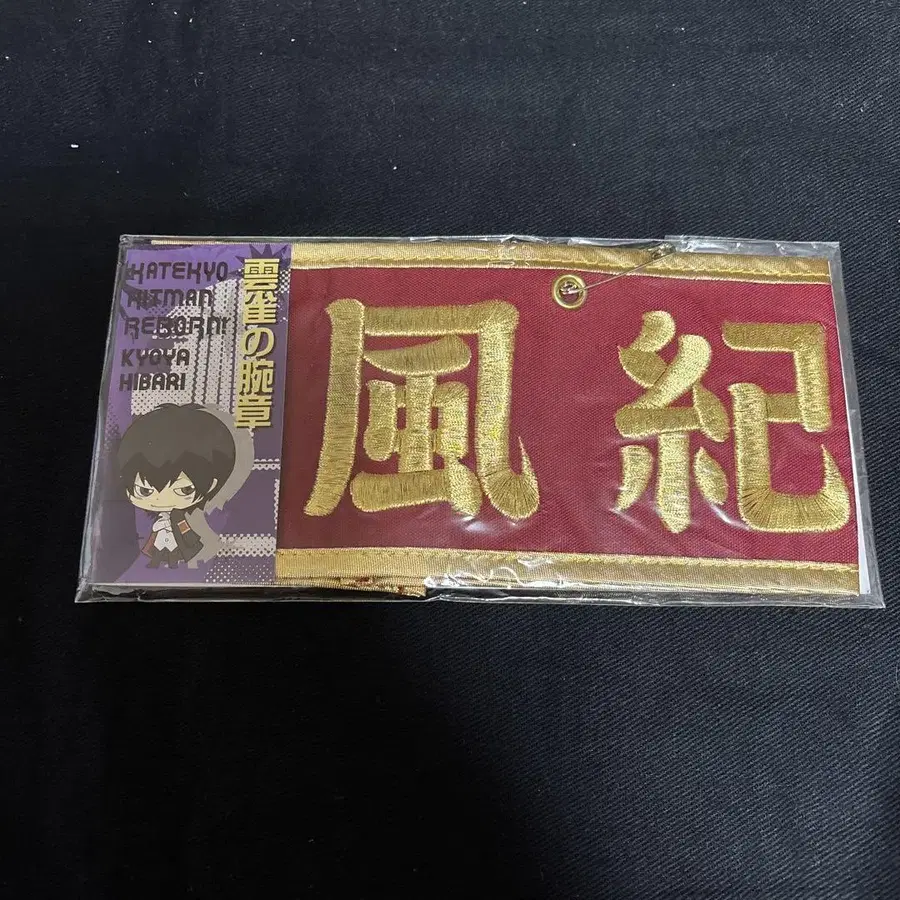 KATEKYO
HITMAN
REBORN!
KYOYA
HIBARI
雲雀の腕章
風紀